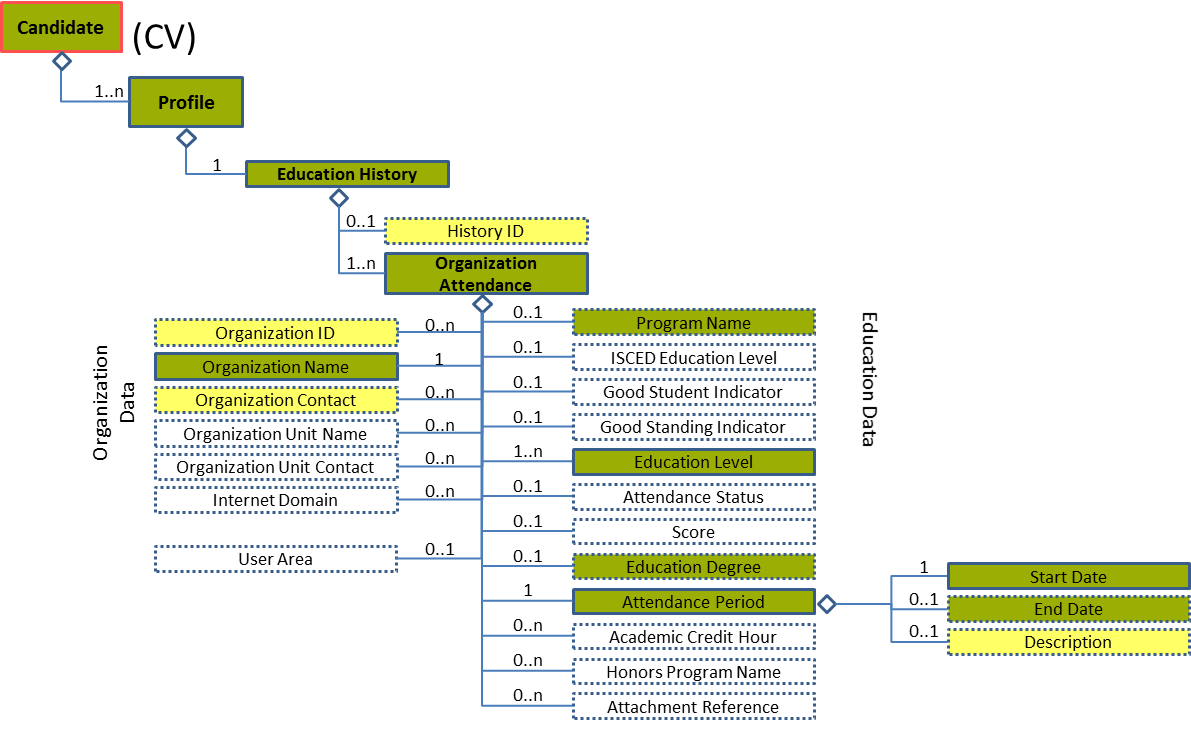 Candidate
(CV)
1..n
Profile
1
Education History
0..1
History ID
1..n
Organization
Attendance
Organization
Data
Organization ID
0..n
Organization Name
1
Organization Contact
0..n
Organization Unit Name
0..n
Organization Unit Contact
0..n
Internet Domain
0..n
User Area
0..1
0..1
Program Name
0..1
ISCED Education Level
0..1
Good Student Indicator
0..1
Good Standing Indicator
1..n
Education Level
0..1
Attendance Status
0..1
Score
0..1
Education Degree
1
Attendance Period
0..n
Academic Credit Hour
0..n
Honors Program Name
0..n
Attachment Reference
Education Data
1
Start Date
0..1
End Date
0..1
Description